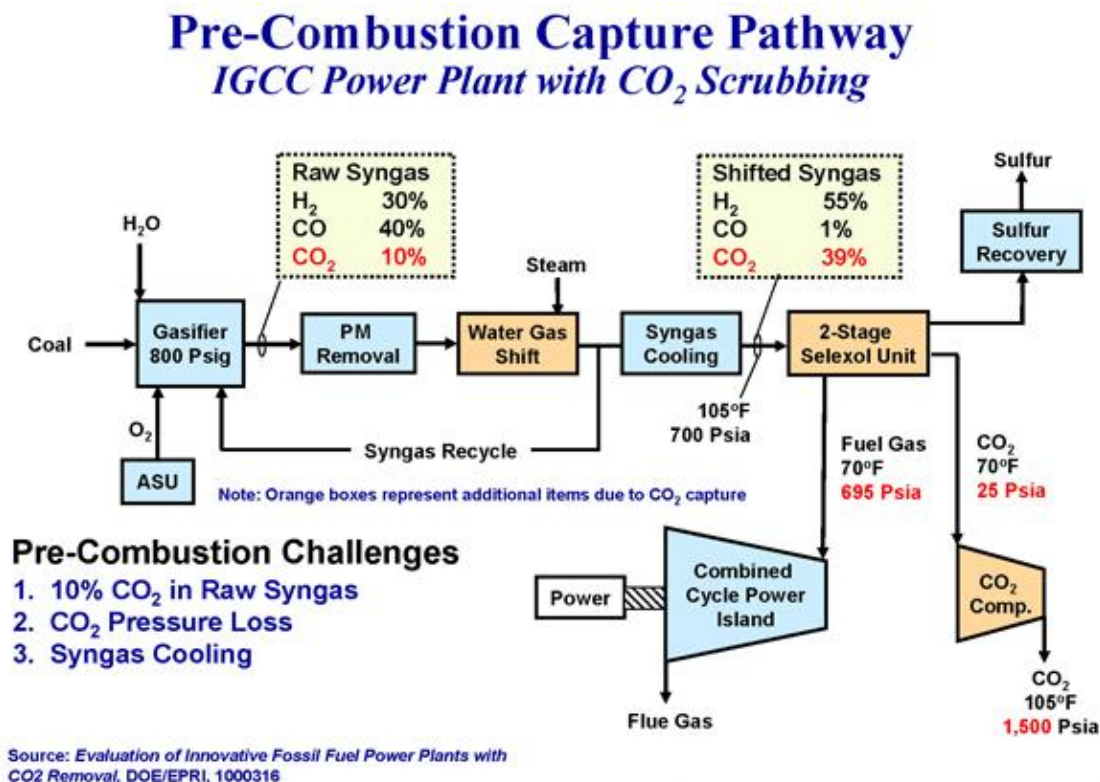 Pre-Combustion Capture Pathway
IGCC Power Plant with CO₂ Scrubbing
Raw Syngas
H₂ 30%
CO 40%
CO₂ 10%
Shifted Syngas
H₂ 55%
CO 1%
CO₂ 39%
Sulfur
Sulfur
Recovery
H₂O
Steam
Coal
Gasifier
800 Psig
PM
Removal
Water Gas
Shift
Syngas
Cooling
2-Stage
Selexol Unit
105°F
700 Psia
O₂
Syngas Recycle
ASU
Fuel Gas
70°F
695 Psia
CO₂
70°F
25 Psia
Note: Orange boxes represent additional items due to CO₂ capture
Pre-Combustion Challenges
1. 10% CO₂ in Raw Syngas
2. CO₂ Pressure Loss
3. Syngas Cooling
Power
Combined
Cycle Power
Island
CO₂
Comp.
Flue Gas
CO₂
105°F
1,500 Psia
Source: Evaluation of Innovative Fossil Fuel Power Plants with
CO2 Removal, DOE/EPRI, 1000316